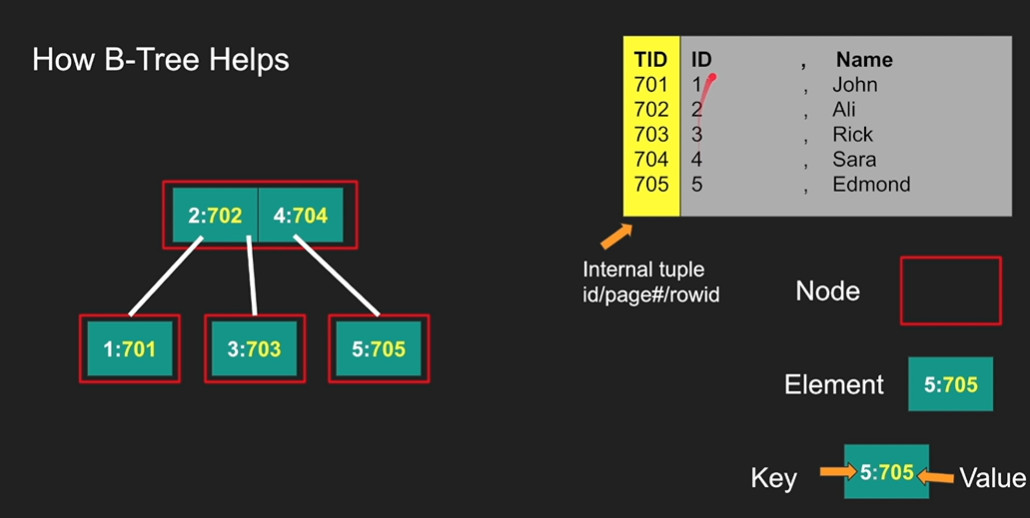 How B-Tree Helps
TID ID , Name
701 1 , John
702 2 , Ali
703 3 , Rick
704 4 , Sara
705 5 , Edmond
2:702 4:704
1:701 3:703 5:705
Internal tuple
id/page#/rowid
Node
Element 5:705
Key 5:705 Value